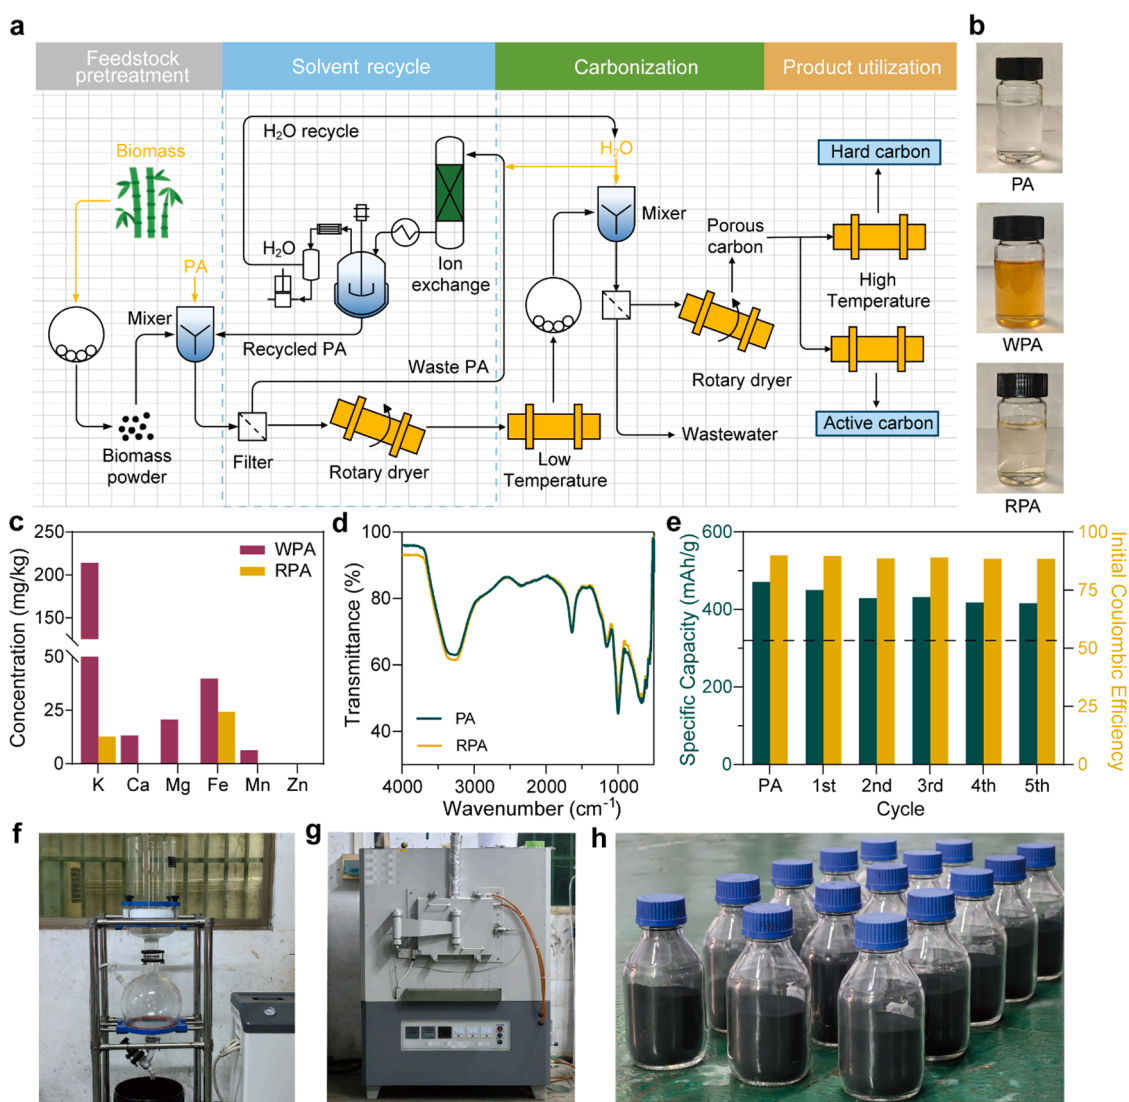 a
Feedstock
pretreatment
Solvent recycle
Carbonization
Product utilization
Biomass
H₂O recycle
H₂O
PA
Mixer
H₂O
Ion
exchange
Recycled PA
Waste PA
Biomass
powder
Filter
Rotary dryer
Low
Temperature
Mixer
Porous
carbon
Rotary dryer
Wastewater
Hard carbon
High
Temperature
Active carbon
b
PA
WPA
RPA
c
Concentration (mg/kg)
250
200
150
50
25
0
WPA
RPA
K Ca Mg Fe Mn Zn
d
Transmittance (%)
100
80
60
40
PA
RPA
4000 3000 2000 1000
Wavenumber (cm⁻¹)
e
Specific Capacity (mAh/g)
600
400
200
0
PA 1st 2nd 3rd 4th 5th
Cycle
100
75
50
25
0
Initial Coulombic Efficiency
f
g
h